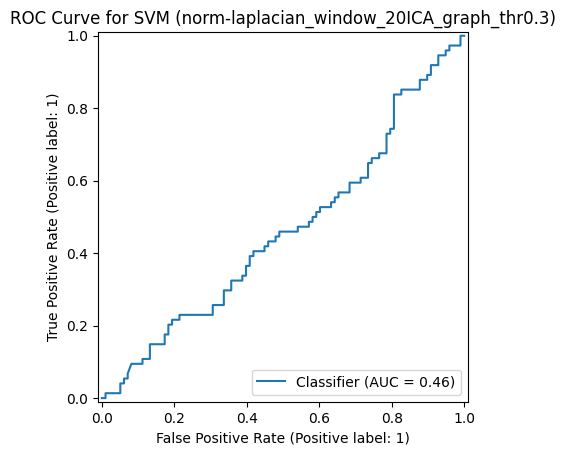 ROC Curve for SVM (norm-laplacian_window_20ICA_graph_thr0.3)
True Positive Rate (Positive label: 1)
1.0
0.8
0.6
0.4
0.2
0.0
Classifier (AUC = 0.46)
0.0 0.2 0.4 0.6 0.8 1.0
False Positive Rate (Positive label: 1)